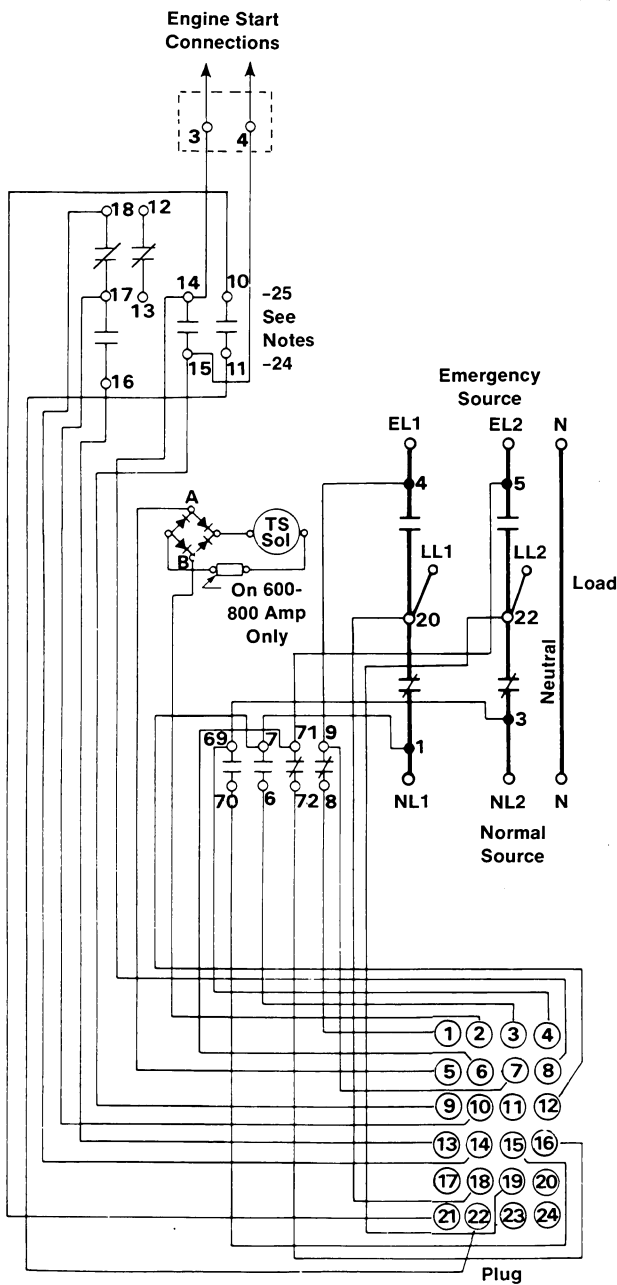 Engine Start
Connections
3
4
18 12
14
10
-25
See
Notes
-24
17
13
15
11
16
Emergency
Source
EL1
EL2
N
A
4
5
TS
Sol
LL1
LL2
B
On 600-
800 Amp
Only
Load
20
22
Neutral
3
69
7
71
9
1
70
6
72
8
NL1
NL2
N
Normal
Source
1 2 3 4
5 6 7 8
9 10 11 12
13 14 15 16
17 18 19 20
21 22 23 24
Plug